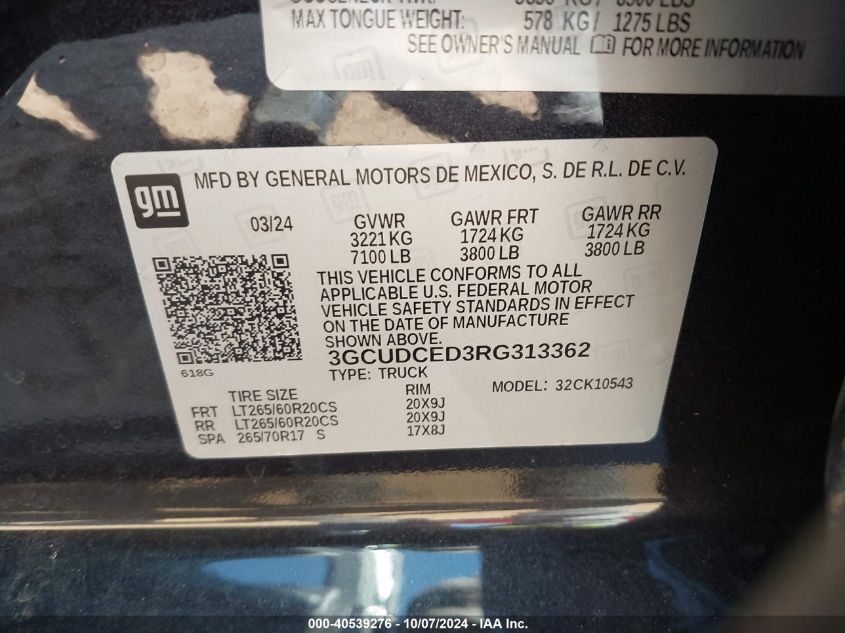 MAX TONGUE WEIGHT: 578 KG/ 1275 LBS
SEE OWNER'S MANUAL FOR MORE INFORMATION
gm
MFD BY GENERAL MOTORS DE MEXICO, S. DE R.L. DE C.V.
03/24 GVWR GAWR FRT GAWR RR
3221 KG 1724 KG 1724 KG
7100 LB 3800 LB 3800 LB
THIS VEHICLE CONFORMS TO ALL
APPLICABLE U.S. FEDERAL MOTOR
VEHICLE SAFETY STANDARDS IN EFFECT
ON THE DATE OF MANUFACTURE
SHOWN ABOVE.
3GCUDCED3RG313362
618G TYPE: TRUCK MODEL: 32CK10543
TIRE SIZE RIM
FRT LT265/60R20CS 20X9J
RR LT265/60R20CS 20X9J
SPA 265/70R17 S 17X8J
000-40539276 - 10/07/2024 - IAA Inc.